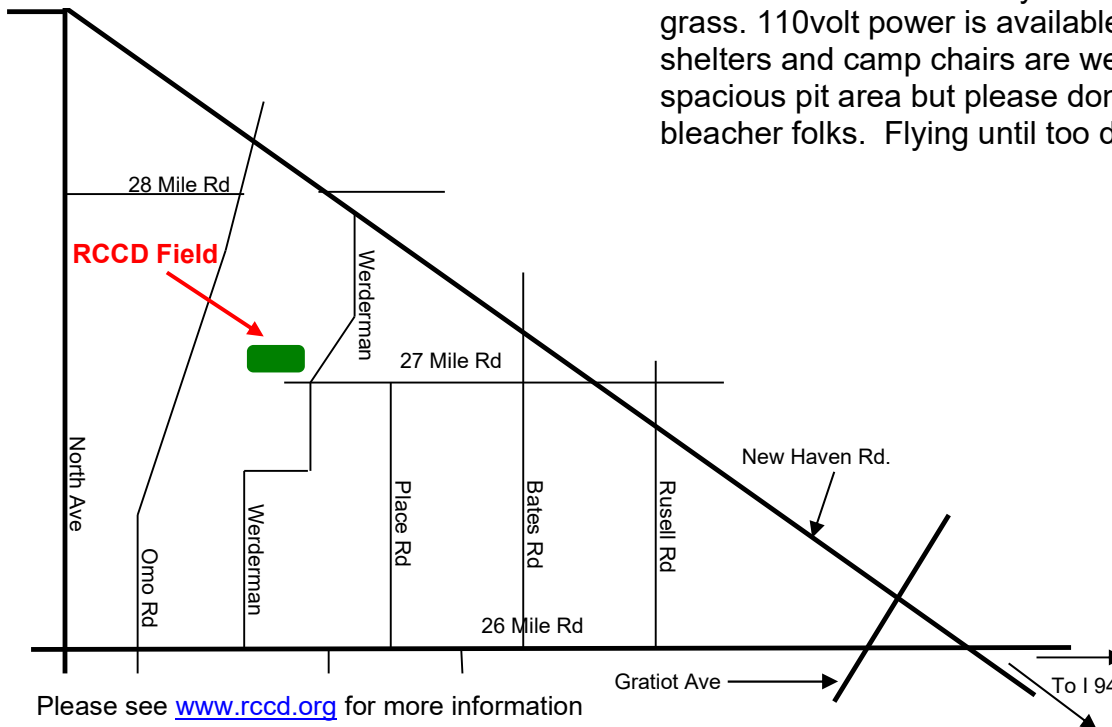 grass. 110volt power is available
shelters and camp chairs are we
spacious pit area but please don
bleacher folks. Flying until too d
28 Mile Rd
RCCD Field
Werderman
27 Mile Rd
North Ave
New Haven Rd.
Place Rd
Bates Rd
Rusell Rd
Werderman
Omo Rd
26 Mile Rd
Gratiot Ave
To I 94
Please see www.rccd.org for more information